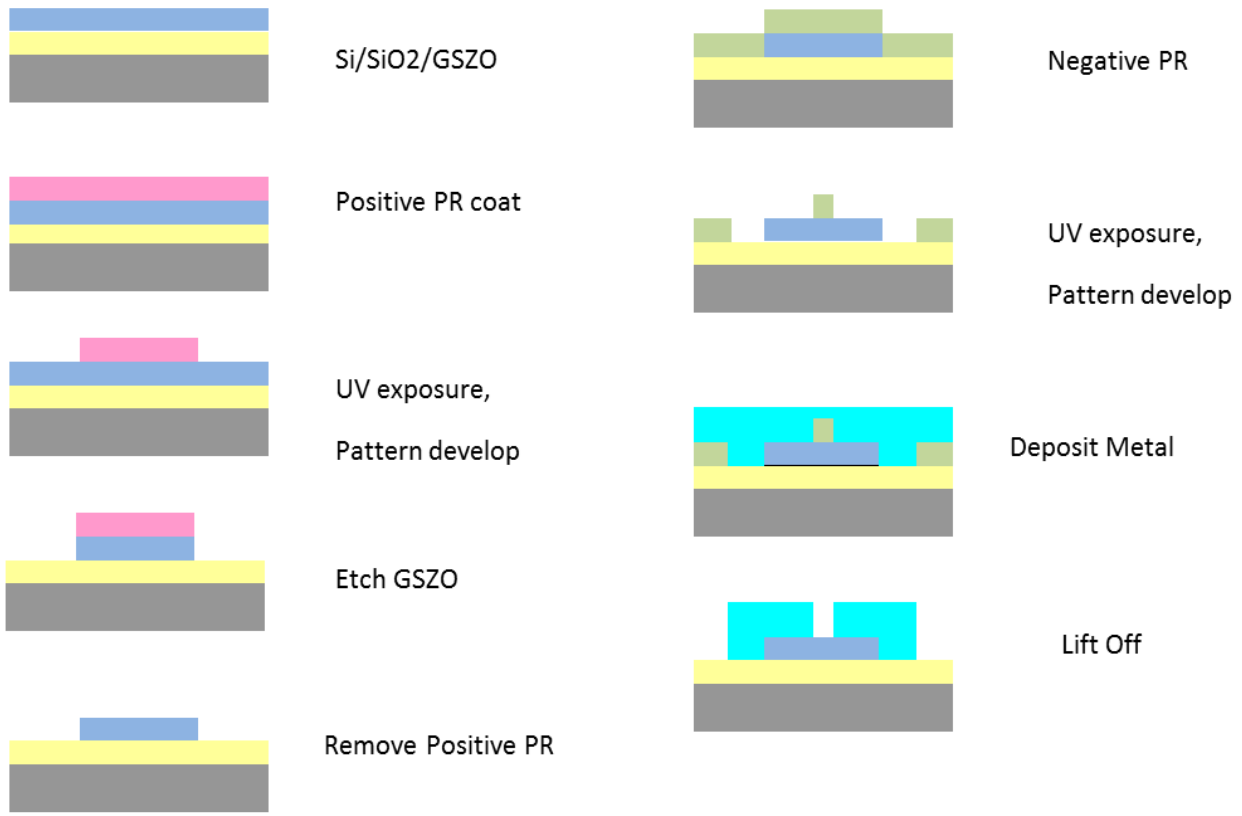 Si/SiO2/GSZO
Positive PR coat
UV exposure,
Pattern develop
Etch GSZO
Remove Positive PR
Negative PR
UV exposure,
Pattern develop
Deposit Metal
Lift Off